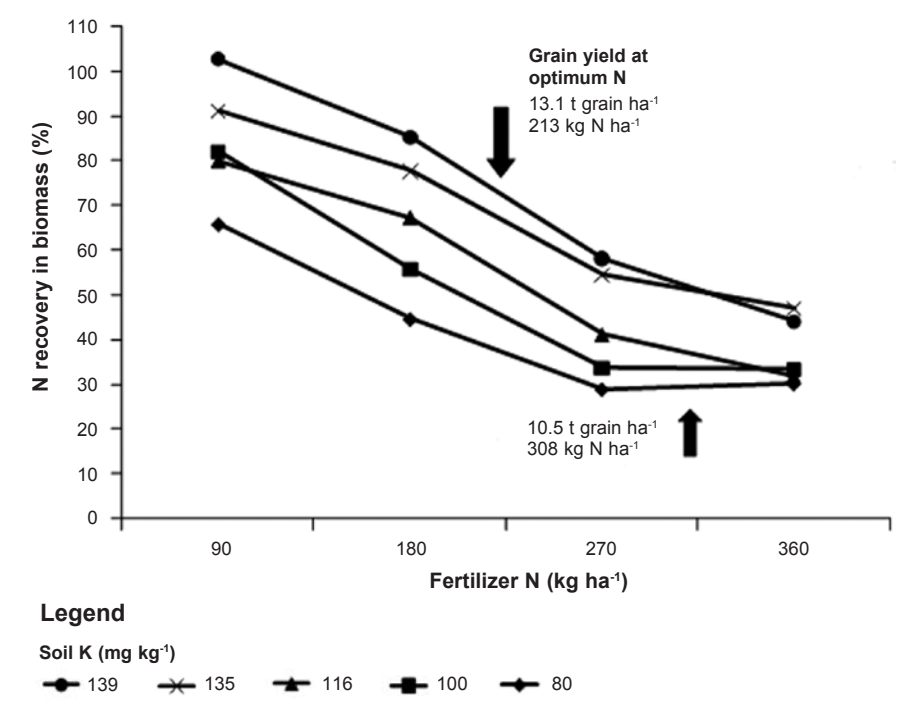 110
100
90
80
70
60
50
40
30
20
10
0
N recovery in biomass (%)
Grain yield at
optimum N
13.1 t grain ha⁻¹
213 kg N ha⁻¹
10.5 t grain ha⁻¹
308 kg N ha⁻¹
90 180 270 360
Fertilizer N (kg ha⁻¹)
Legend
Soil K (mg kg⁻¹)
139 135 116 100 80